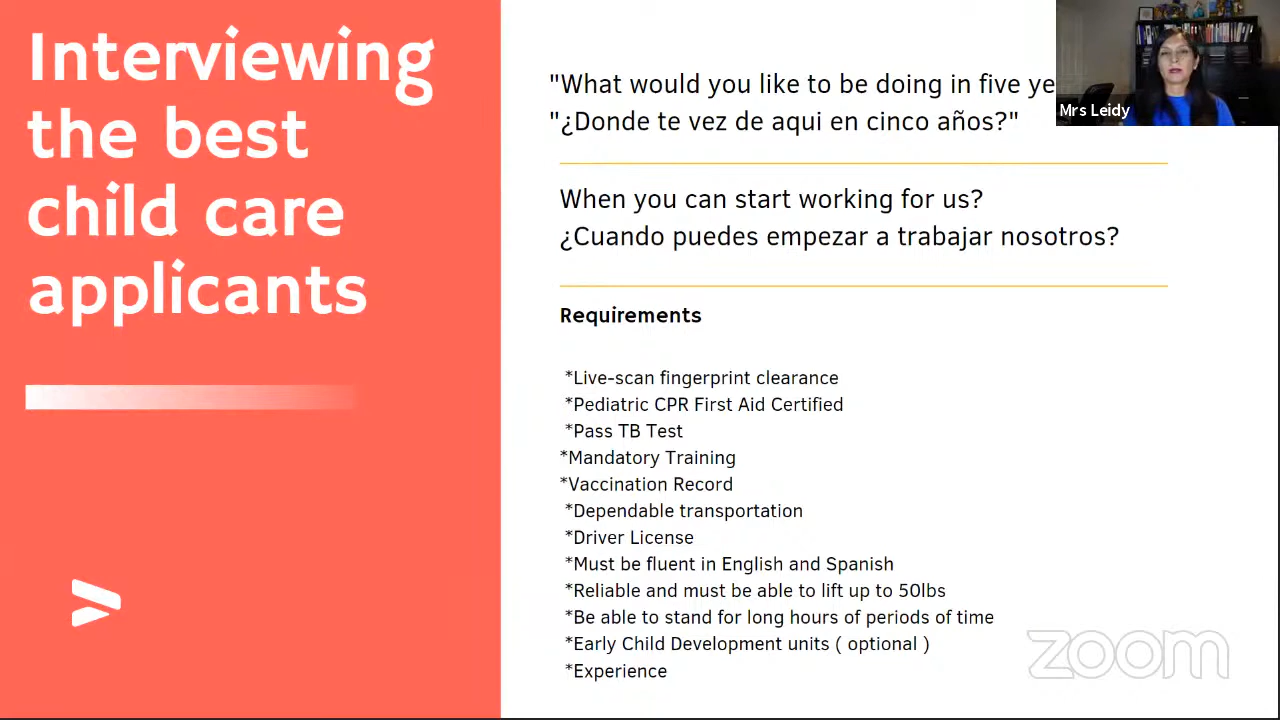 Interviewing
the best
child care
applicants
"What would you like to be doing in five
"¿Donde te vez de aqui en cinco años?"
When you can start working for us?
¿Cuando puedes empezar a trabajar nosotros?
Requirements
*Live-scan fingerprint clearance
*Pediatric CPR First Aid Certified
*Pass TB Test
*Mandatory Training
*Vaccination Record
*Dependable transportation
*Driver License
*Must be fluent in English and Spanish
*Reliable and must be able to lift up to 50lbs
*Be able to stand for long hours of periods of time
*Early Child Development units ( optional )
*Experience
Mrs Leidy
zoom